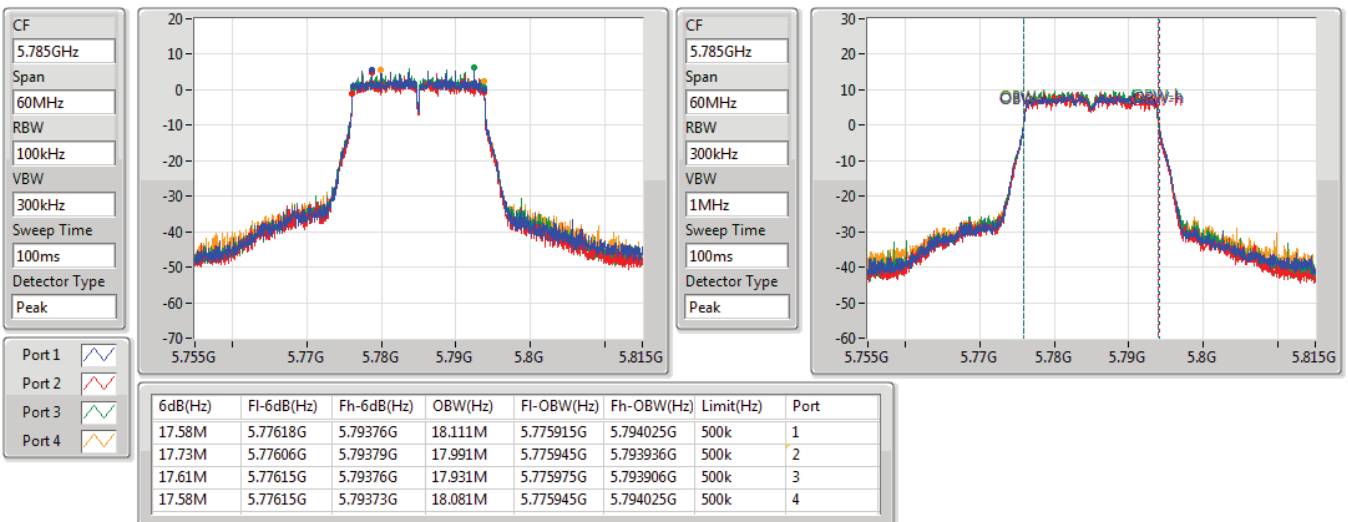 CF
5.785GHz
Span
60MHz
RBW
100kHz
VBW
300kHz
Sweep Time
100ms
Detector Type
Peak
20
10
0
-10
-20
-30
-40
-50
-60
-70
5.755G 5.77G 5.78G 5.79G 5.8G 5.815G
CF
5.785GHz
Span
60MHz
RBW
300kHz
VBW
1MHz
Sweep Time
100ms
Detector Type
Peak
30
20
10
0
-10
-20
-30
-40
-50
-60
OBW OBW-h
5.755G 5.77G 5.78G 5.79G 5.8G 5.815G
Port 1
Port 2
Port 3
Port 4
6dB(Hz) Fl-6dB(Hz) Fh-6dB(Hz) OBW(Hz) Fl-OBW(Hz) Fh-OBW(Hz) Limit(Hz) Port
17.58M 5.77618G 5.79376G 18.111M 5.775915G 5.794025G 500k 1
17.73M 5.77606G 5.79379G 17.991M 5.775945G 5.793936G 500k 2
17.61M 5.77615G 5.79376G 17.931M 5.775975G 5.793906G 500k 3
17.58M 5.77615G 5.79373G 18.081M 5.775945G 5.794025G 500k 4